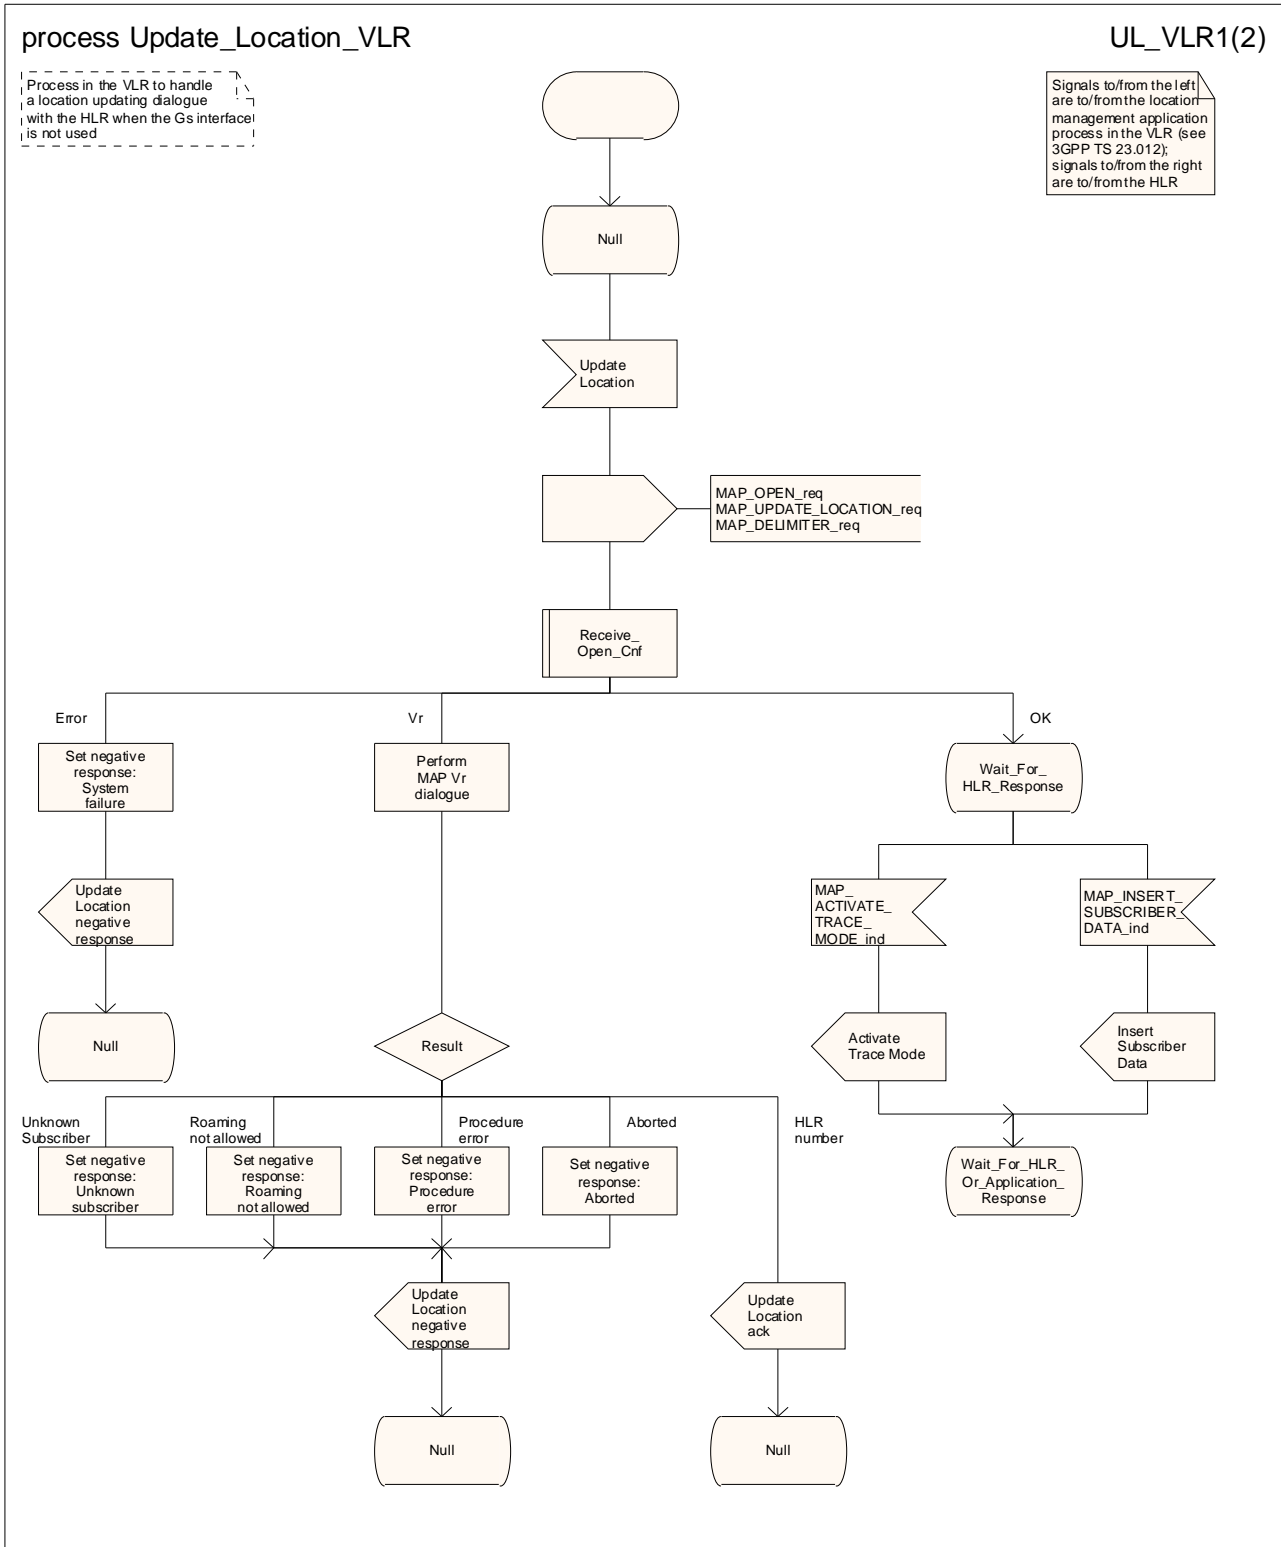 process Update_Location_VLR
UL_VLR1(2)
Process in the VLR to handle
a location updating dialogue
with the HLR when the Gs interface
is not used
Signals to/from the left
are to/from the location
management application
process in the VLR (see
3GPP TS 23.012);
signals to/from the right
are to/from the HLR
Null
Update
Location
MAP_OPEN_req
MAP_UPDATE_LOCATION_req
MAP_DELIMITER_req
Receive_
Open_Cnf
Error
Vr
OK
Set negative
response:
System
failure
Perform
MAP Vr
dialogue
Wait_For_
HLR_Response
Update
Location
negative
response
MAP_
ACTIVATE_
TRACE_
MODE_ind
MAP_INSERT_
SUBSCRIBER_
DATA_ind
Null
Result
Activate
Trace Mode
Insert
Subscriber
Data
Unknown
Subscriber
Roaming
not allowed
Procedure
error
Aborted
HLR
number
Set negative
response:
Unknown
subscriber
Set negative
response:
Roaming
not allowed
Set negative
response:
Procedure
error
Set negative
response:
Aborted
Wait_For_HLR_
Or_Application_
Response
Update
Location
negative
response
Update
Location
ack
Null
Null